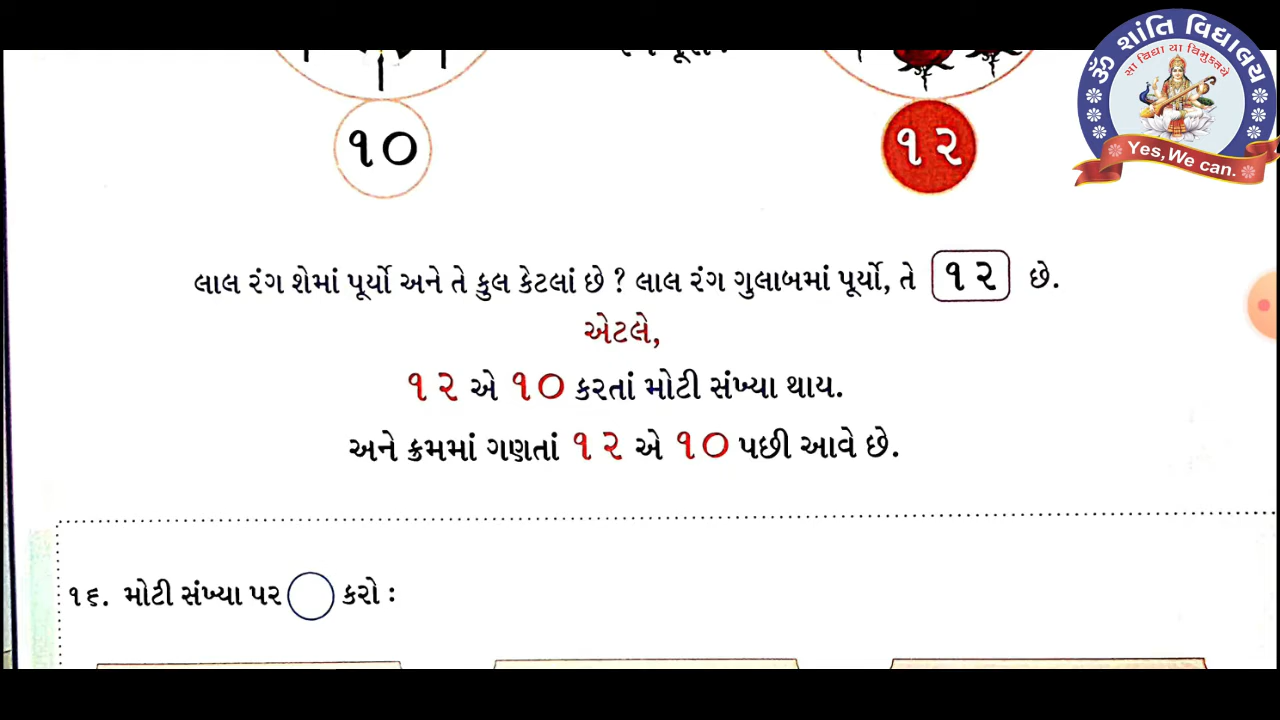 ૐ શાંતિ વિદ્યાલય
સા વિદ્યા યા વિમુક્તયે
Yes, We can.
૧૦
૧૨
લાલ રંગ શેમાં પૂર્યો અને તે કુલ કેટલાં છે ? લાલ રંગ ગુલાબમાં પૂર્યો, તે ૧૨ છે.
એટલે,
૧૨ એ ૧૦ કરતાં મોટી સંખ્યા થાય.
અને ક્રમમાં ગણતાં ૧૨ એ ૧૦ પછી આવે છે.
૧૬. મોટી સંખ્યા પર ◯ કરો :